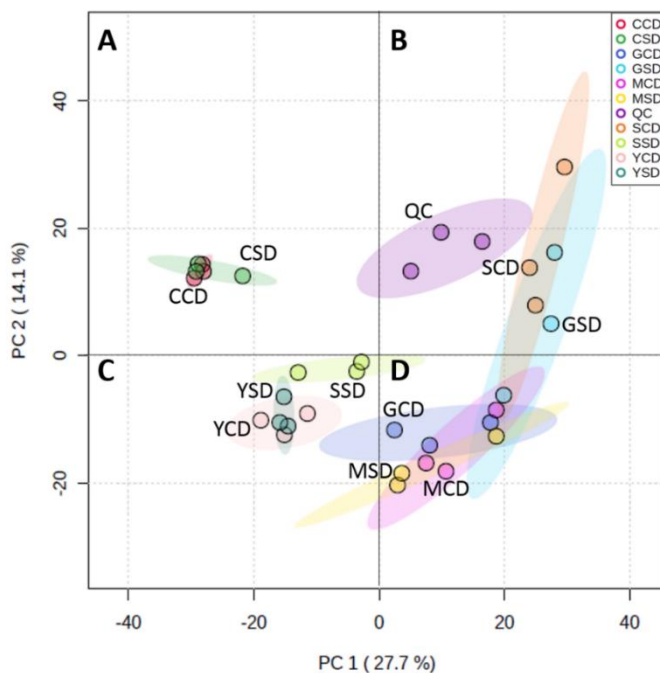 A
B
CCD
CSD
GCD
GSD
MCD
MSD
QC
SCD
SSD
YCD
YSD
40
QC
20
CSD
SCD
CCD
GSD
0
C
D
YSD
SSD
GCD
YCD
MSD
MCD
-20
-40
-20
0
20
40
PC 2 ( 14.1 %)
PC 1 ( 27.7 %)